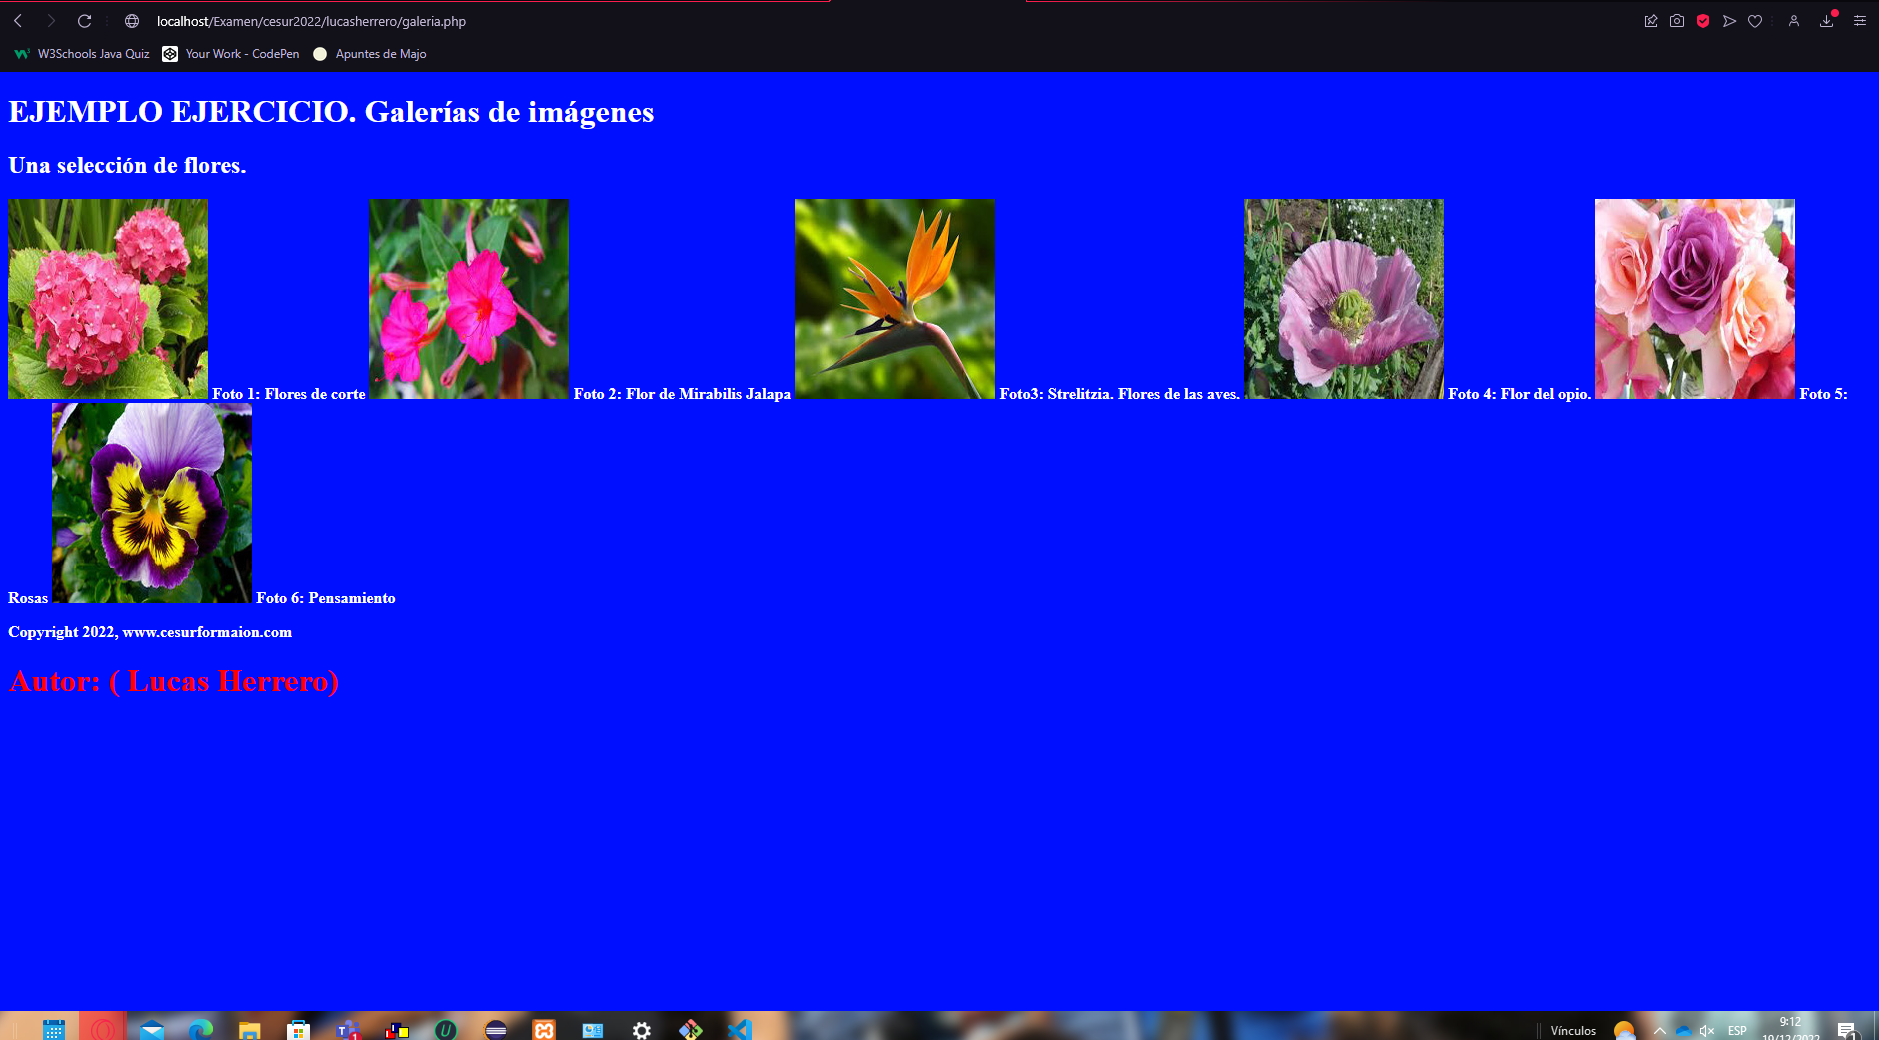 localhost/Examen/cesur2022/lucasherrero/galeria.php
W3Schools Java Quiz Your Work - CodePen Apuntes de Majo
EJEMPLO EJERCICIO. Galerías de imágenes
Una selección de flores.
Foto 1: Flores de corte Foto 2: Flor de Mirabilis Jalapa Foto3: Strelitzia. Flores de las aves. Foto 4: Flor del opio. Foto 5:
Rosas Foto 6: Pensamiento
Copyright 2022, www.cesurformaion.com
Autor: ( Lucas Herrero)
Vínculos ESP 9:12
19/12/2022